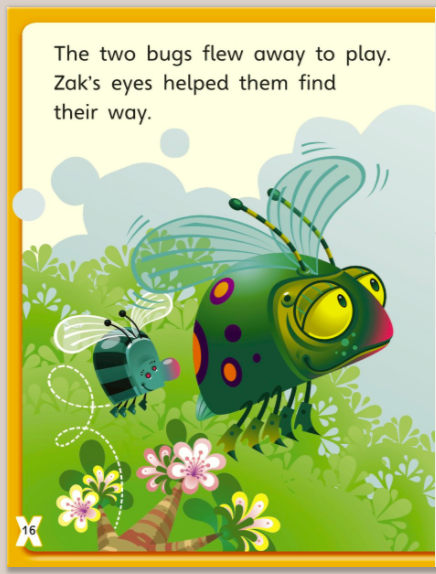 The two bugs flew away to play.
Zak's eyes helped them find
their way.
16